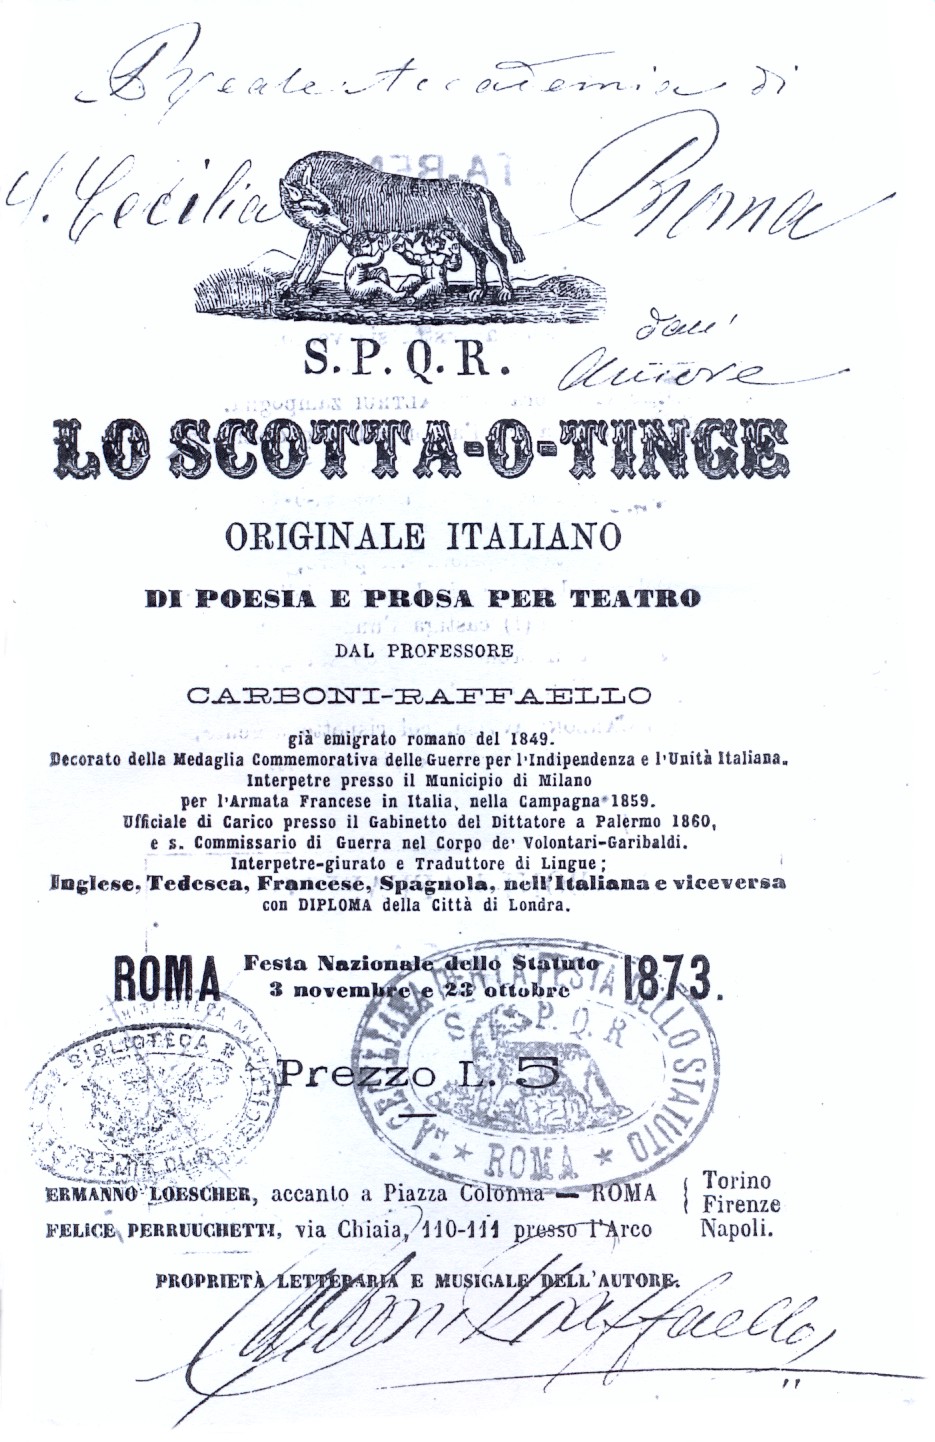 Reale Accademia di
S. Cecilia Roma
dall'
Autore
S.P.Q.R.
LO SCOTTA-O-TINGE
ORIGINALE ITALIANO
DI POESIA E PROSA PER TEATRO
DAL PROFESSORE
CARBONI-RAFFAELLO
già emigrato romano del 1849.
Decorato della Medaglia Commemorativa delle Guerre per l'Indipendenza e l'Unità Italiana.
Interpetre presso il Municipio di Milano
per l'Armata Francese in Italia, nella Campagna 1859.
Ufficiale di Carico presso il Gabinetto del Dittatore a Palermo 1860,
e s. Commissario di Guerra nel Corpo de' Volontari-Garibaldi.
Interpetre-giurato e Traduttore di Lingue;
Inglese, Tedesca, Francese, Spagnola, nell'Italiana e viceversa
con DIPLOMA della Città di Londra.
ROMA Festa Nazionale dello Statuto 1873.
3 novembre e 23 ottobre
S. P. Q. R
PER LA FESTA DELLO STATUTO
* ROMA *
BIBLIOTECA
Prezzo L. 5
ERMANNO LOESCHER, accanto a Piazza Colonna — ROMA { Torino
Firenze
FELICE PERRUUCHETTI, via Chiaia, 110-111 presso l'Arco Napoli.
PROPRIETÀ LETTERARIA E MUSICALE DELL'AUTORE.
Carboni Raffaello